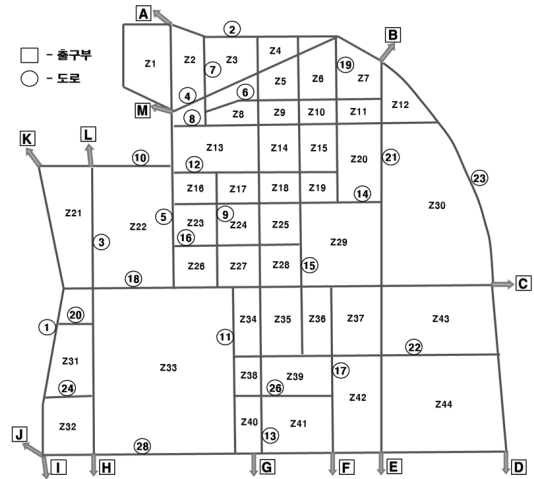 A
2
B
- 출구부
- 도로
Z1
Z2
7
Z3
Z4
19
Z5
Z6
Z7
4
6
M
8
Z8
Z9
Z10
Z11
Z12
K
L
10
12
Z13
Z14
Z15
Z20
21
23
Z16
Z17
Z18
Z19
14
Z21
3
Z22
5
Z23
16
9
Z24
Z25
15
Z29
Z30
18
Z26
Z27
Z28
C
1
20
11
Z34
Z35
Z36
Z37
Z43
22
Z31
24
Z33
Z38
Z39
26
17
Z42
Z44
Z32
Z40
13
Z41
J
28
I
H
G
F
E
D